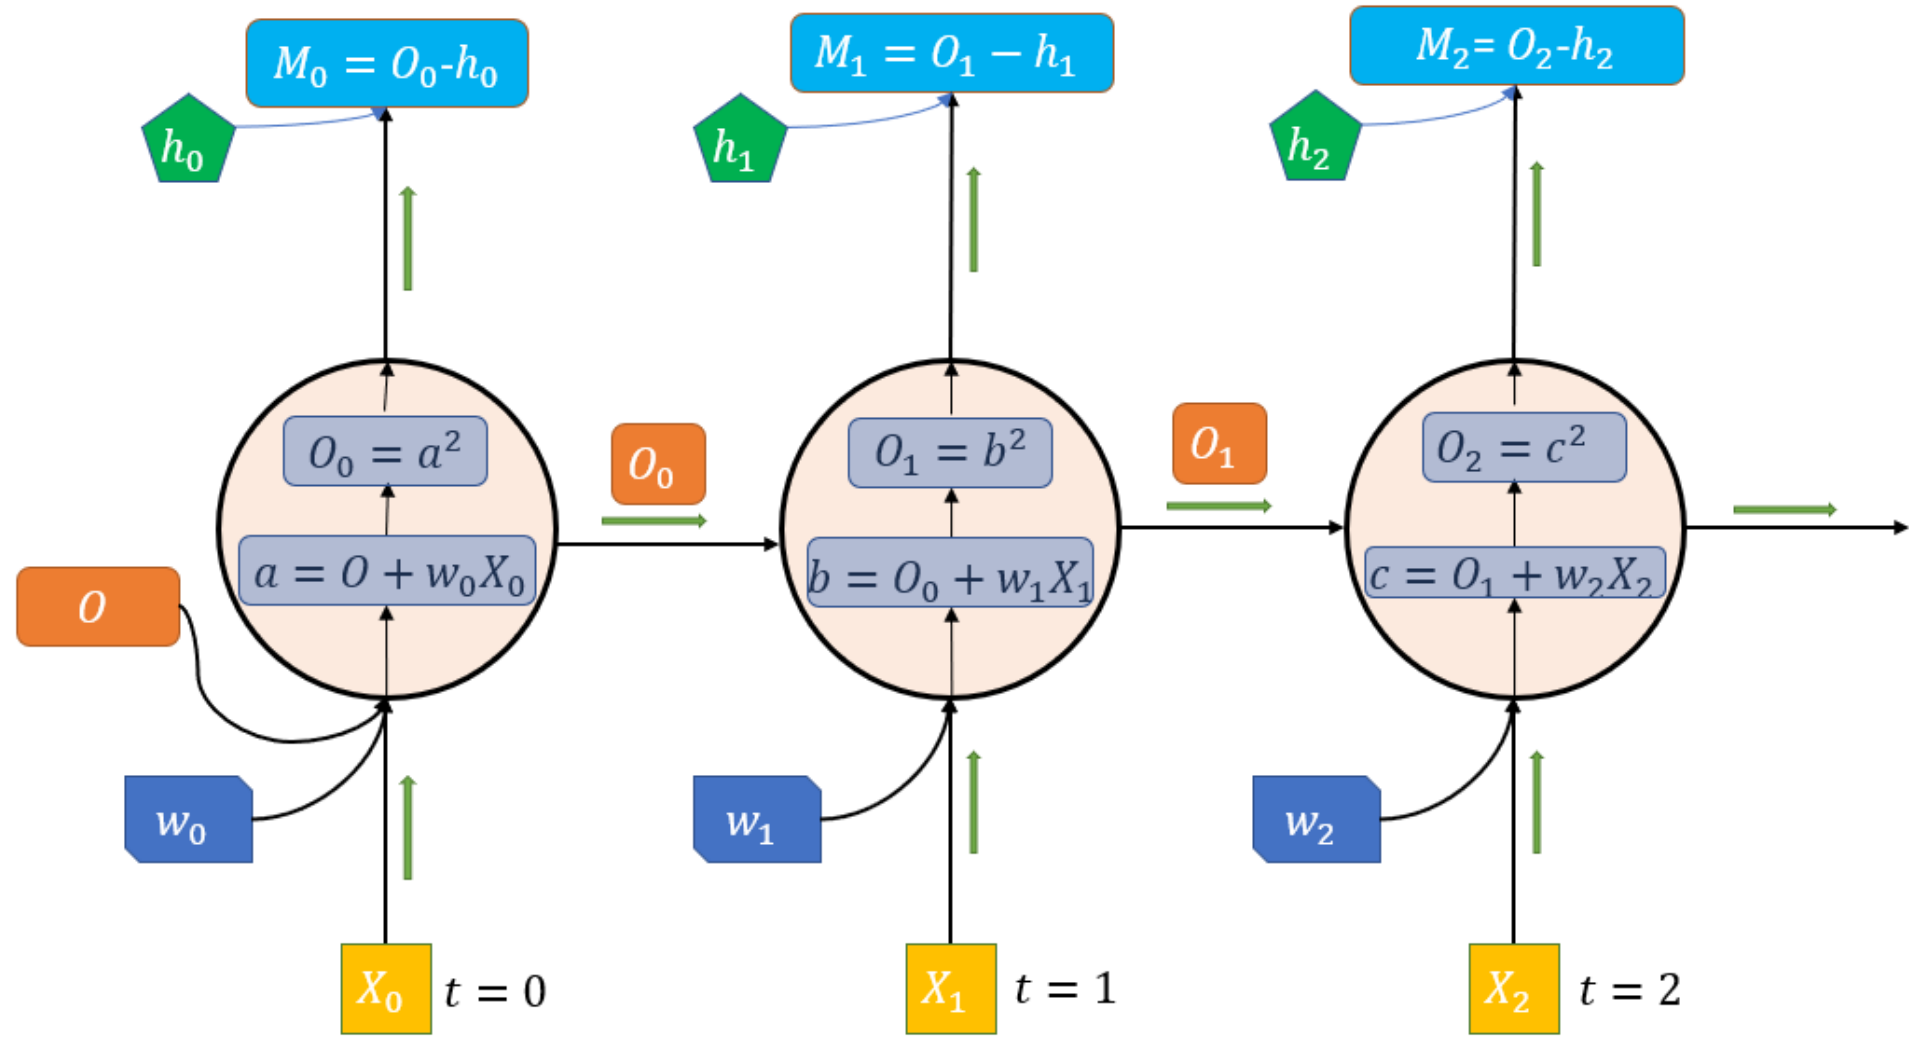 M₀ = O₀-h₀
M₁ = O₁ − h₁
M₂= O₂-h₂
h₀
h₁
h₂
O₀ = a²
O₀
O₁ = b²
O₁
O₂ = c²
a = O + w₀X₀
b = O₀ + w₁X₁
c = O₁ + w₂X₂
O
w₀
w₁
w₂
X₀ t = 0
X₁ t = 1
X₂ t = 2